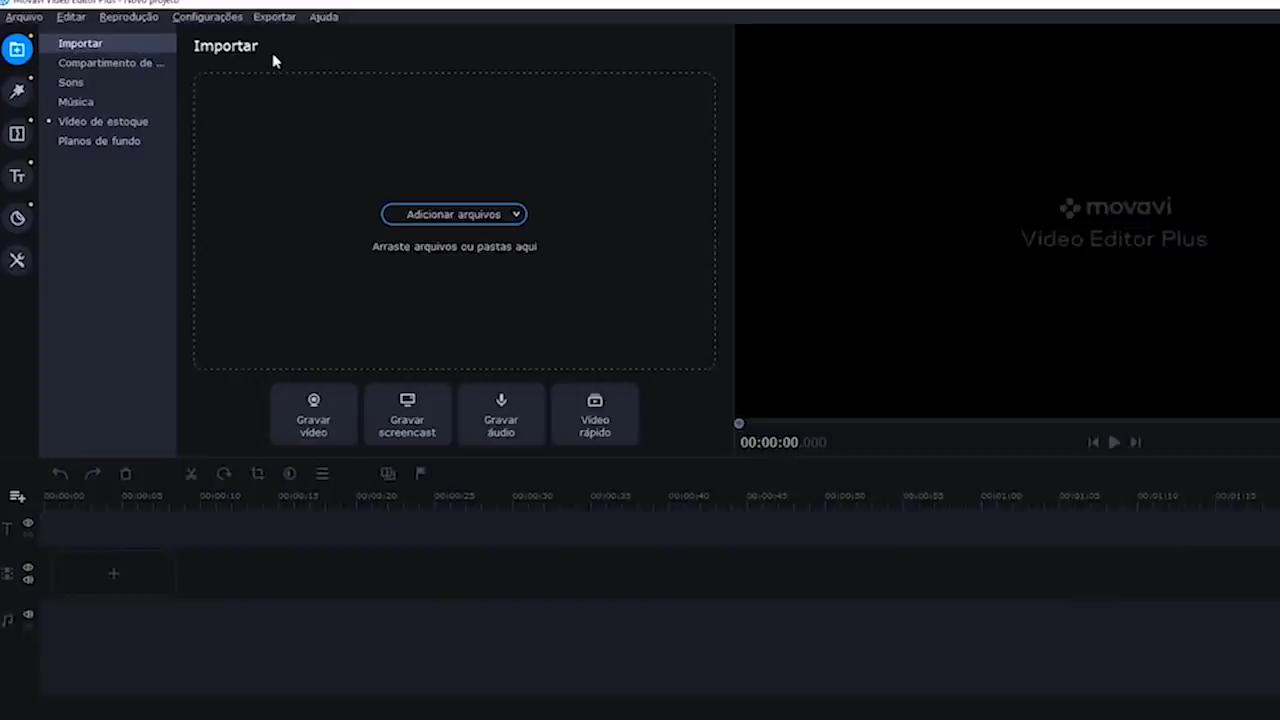 Movavi Video Editor Plus - Novo projeto
Arquivo Editar Reprodução Configurações Exportar Ajuda
Importar
Compartimento de ...
Sons
Música
Vídeo de estoque
Planos de fundo
Importar
Adicionar arquivos
Arraste arquivos ou pastas aqui
Gravar
vídeo
Gravar
screencast
Gravar
áudio
Vídeo
rápido
movavi
Video Editor Plus
00:00:00.000
00:00:00 00:00:05 00:00:10 00:00:15 00:00:20 00:00:25 00:00:30 00:00:35 00:00:40 00:00:45 00:00:50 00:00:55 00:01:00 00:01:05 00:01:10 00:01:15